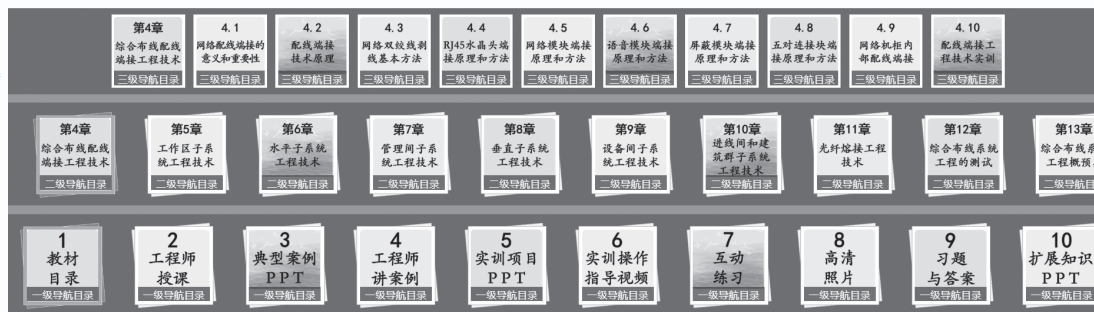 第4章
综合布线配线
端接工程技术
三级导航目录
4.1
网络配线端接的
意义和重要性
三级导航目录
4.2
配线端接
技术原理
三级导航目录
4.3
网络双绞线剥
线基本方法
三级导航目录
4.4
RJ45水晶头端
接原理和方法
三级导航目录
4.5
网络模块端接
原理和方法
三级导航目录
4.6
语音模块端接
原理和方法
三级导航目录
4.7
屏蔽模块端接
原理和方法
三级导航目录
4.8
五对连接块端
接原理和方法
三级导航目录
4.9
网络机柜内
部配线端接
三级导航目录
4.10
配线端接工
程技术实训
三级导航目录
第4章
综合布线配线
端接工程技术
二级导航目录
第5章
工作区子系
统工程技术
二级导航目录
第6章
水平子系统
工程技术
二级导航目录
第7章
管理间子系
统工程技术
二级导航目录
第8章
垂直子系统
工程技术
二级导航目录
第9章
设备间子系
统工程技术
二级导航目录
第10章
进线间和建
筑群子系统
工程技术
二级导航目录
第11章
光纤熔接工程
技术
二级导航目录
第12章
综合布线系统
工程的测试
二级导航目录
第13章
综合布线系
工程概预
二级导航目
1
教材
目录
一级导航目录
2
工程师
授课
一级导航目录
3
典型案例
PPT
一级导航目录
4
工程师
讲案例
一级导航目录
5
实训项目
PPT
一级导航目录
6
实训操作
指导视频
一级导航目录
7
互动
练习
一级导航目录
8
高清
照片
一级导航目录
9
习题
与答案
一级导航目录
10
扩展知识
PPT
一级导航目录